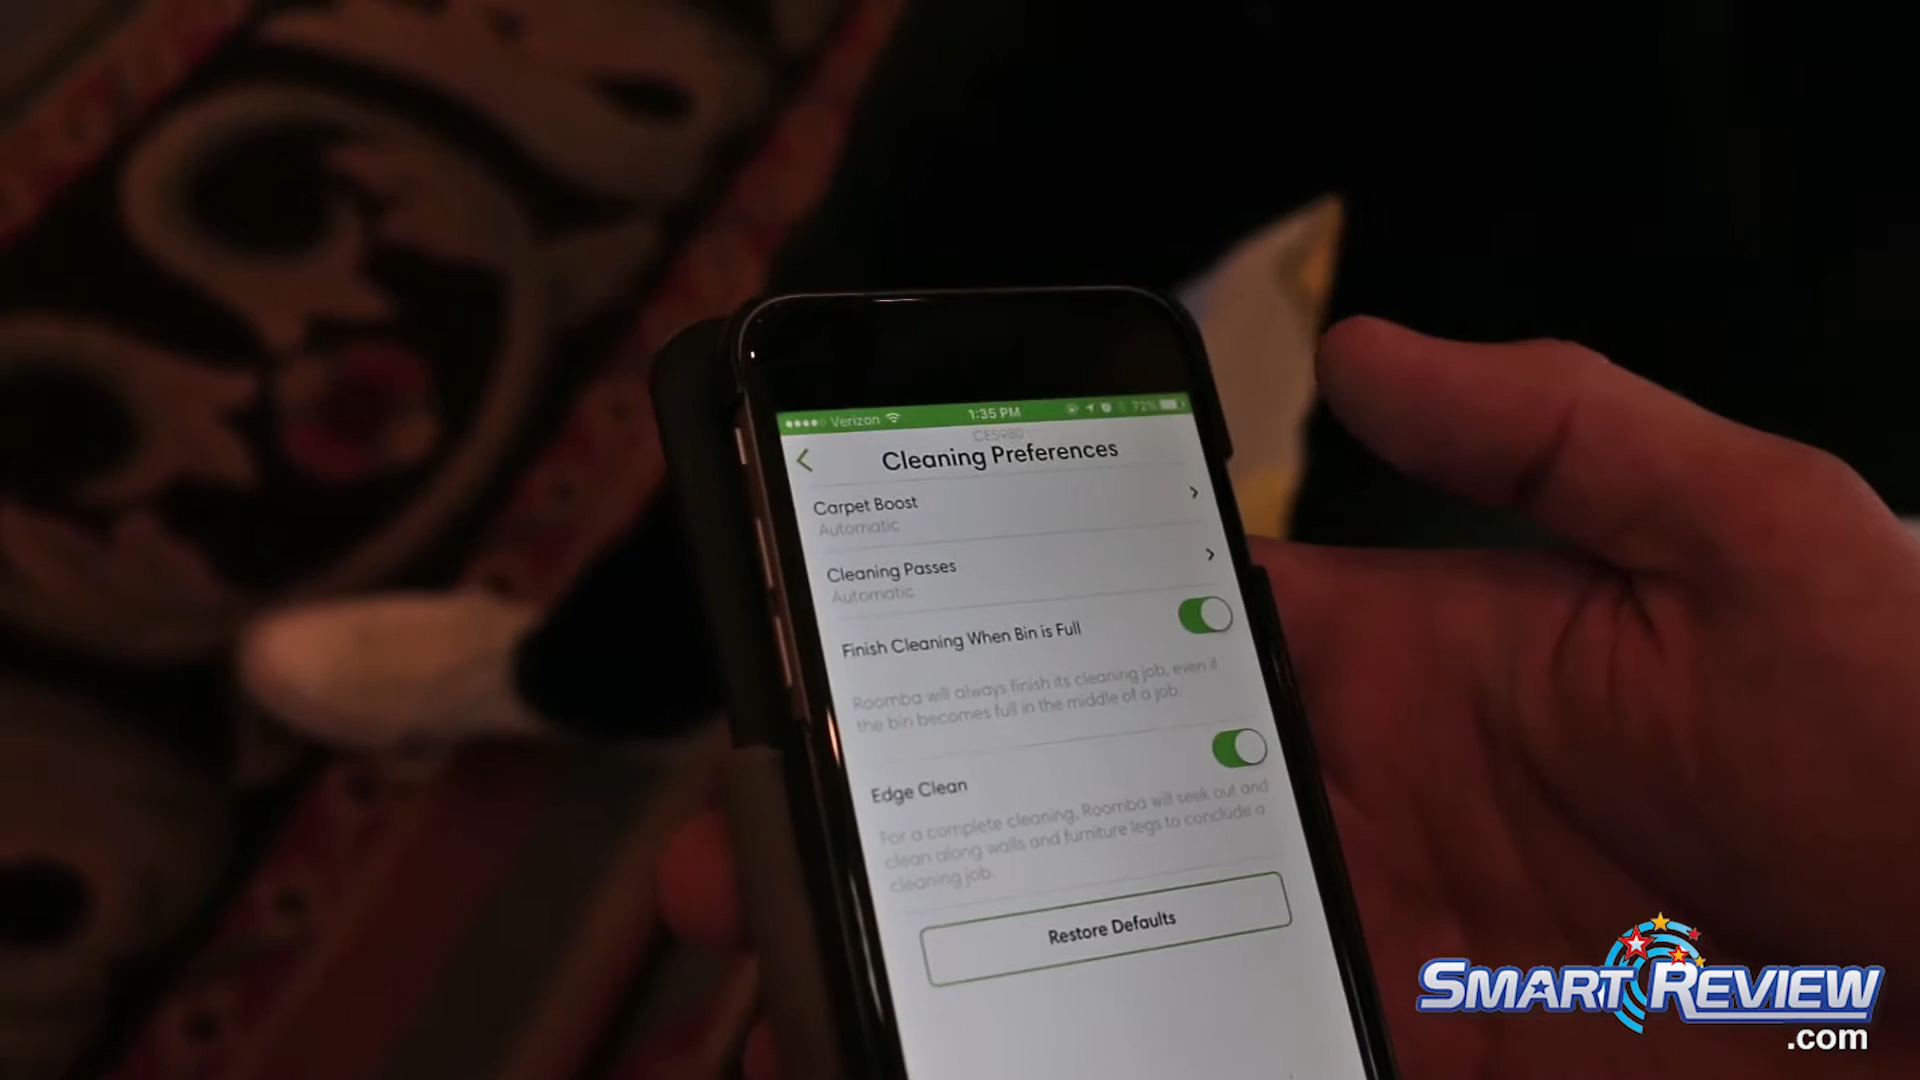 Verizon 1:35 PM 72%
CES980
Cleaning Preferences
Carpet Boost
Automatic
Cleaning Passes
Automatic
Finish Cleaning When Bin is Full
Roomba will always finish its cleaning job, even if
the bin becomes full in the middle of a job.
Edge Clean
For a complete cleaning, Roomba will seek out and
clean along walls and furniture legs to conclude a
cleaning job.
Restore Defaults
SMART REVIEW
.com